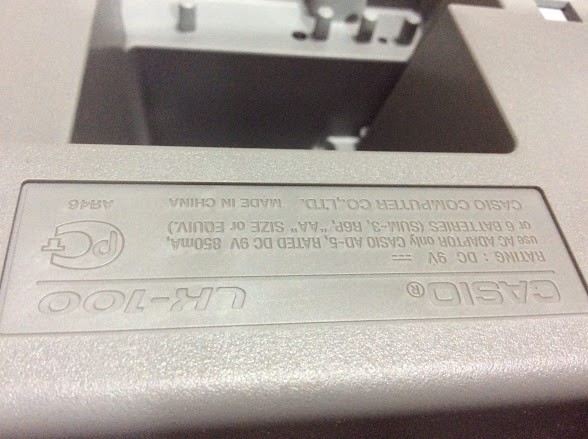 CASIO® LK-100
RATING : DC 9V ⎓
use AC ADAPTOR only CASIO AD-5, RATED DC 9V 850mA,
or 6 BATTERIES (SUM-3, R6P, "AA" SIZE or EQUIV.)
CASIO COMPUTER CO.,LTD. MADE IN CHINA
PCT
AR46